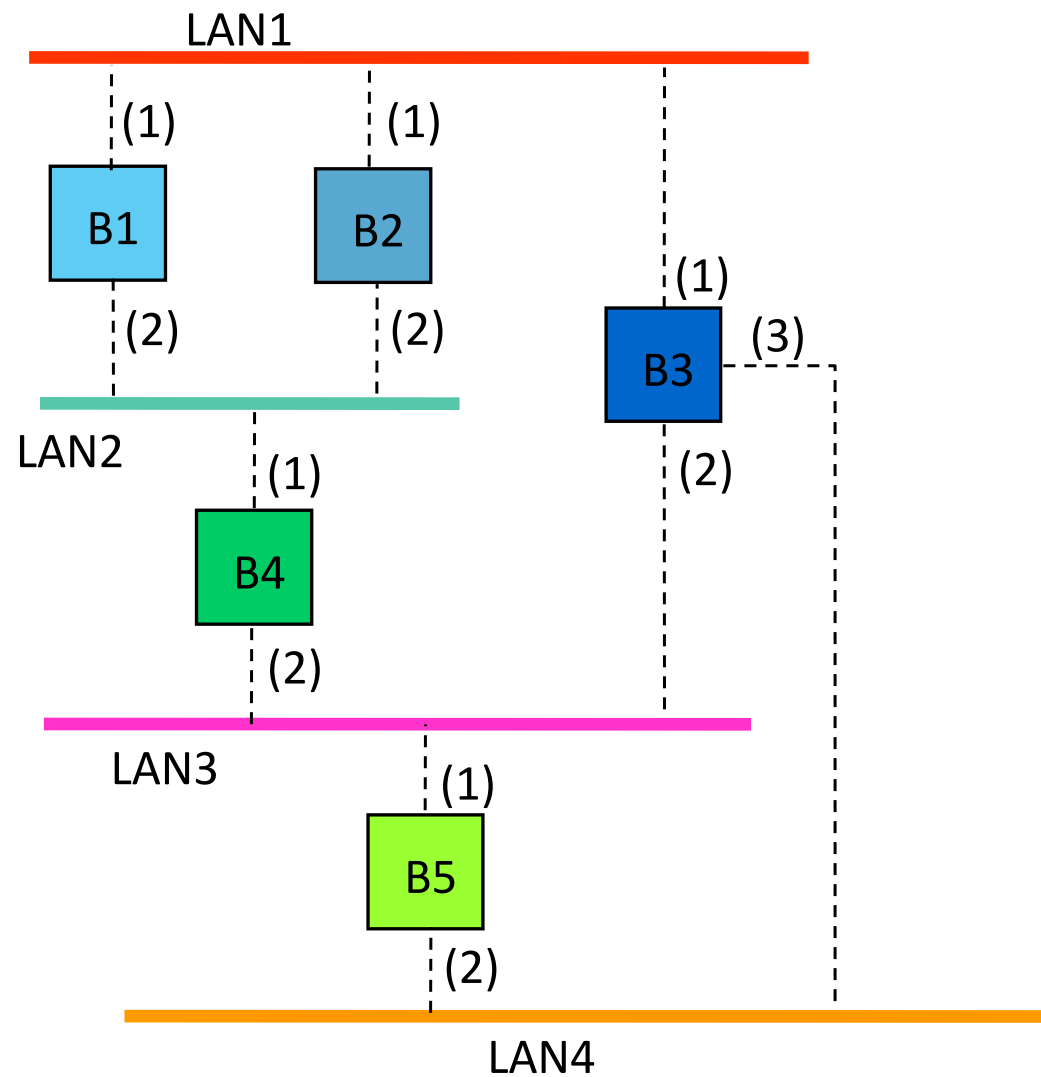 LAN1
(1)
(1)
B1
B2
(1)
(2)
(2)
(3)
B3
LAN2
(1)
(2)
B4
(2)
LAN3
(1)
B5
(2)
LAN4